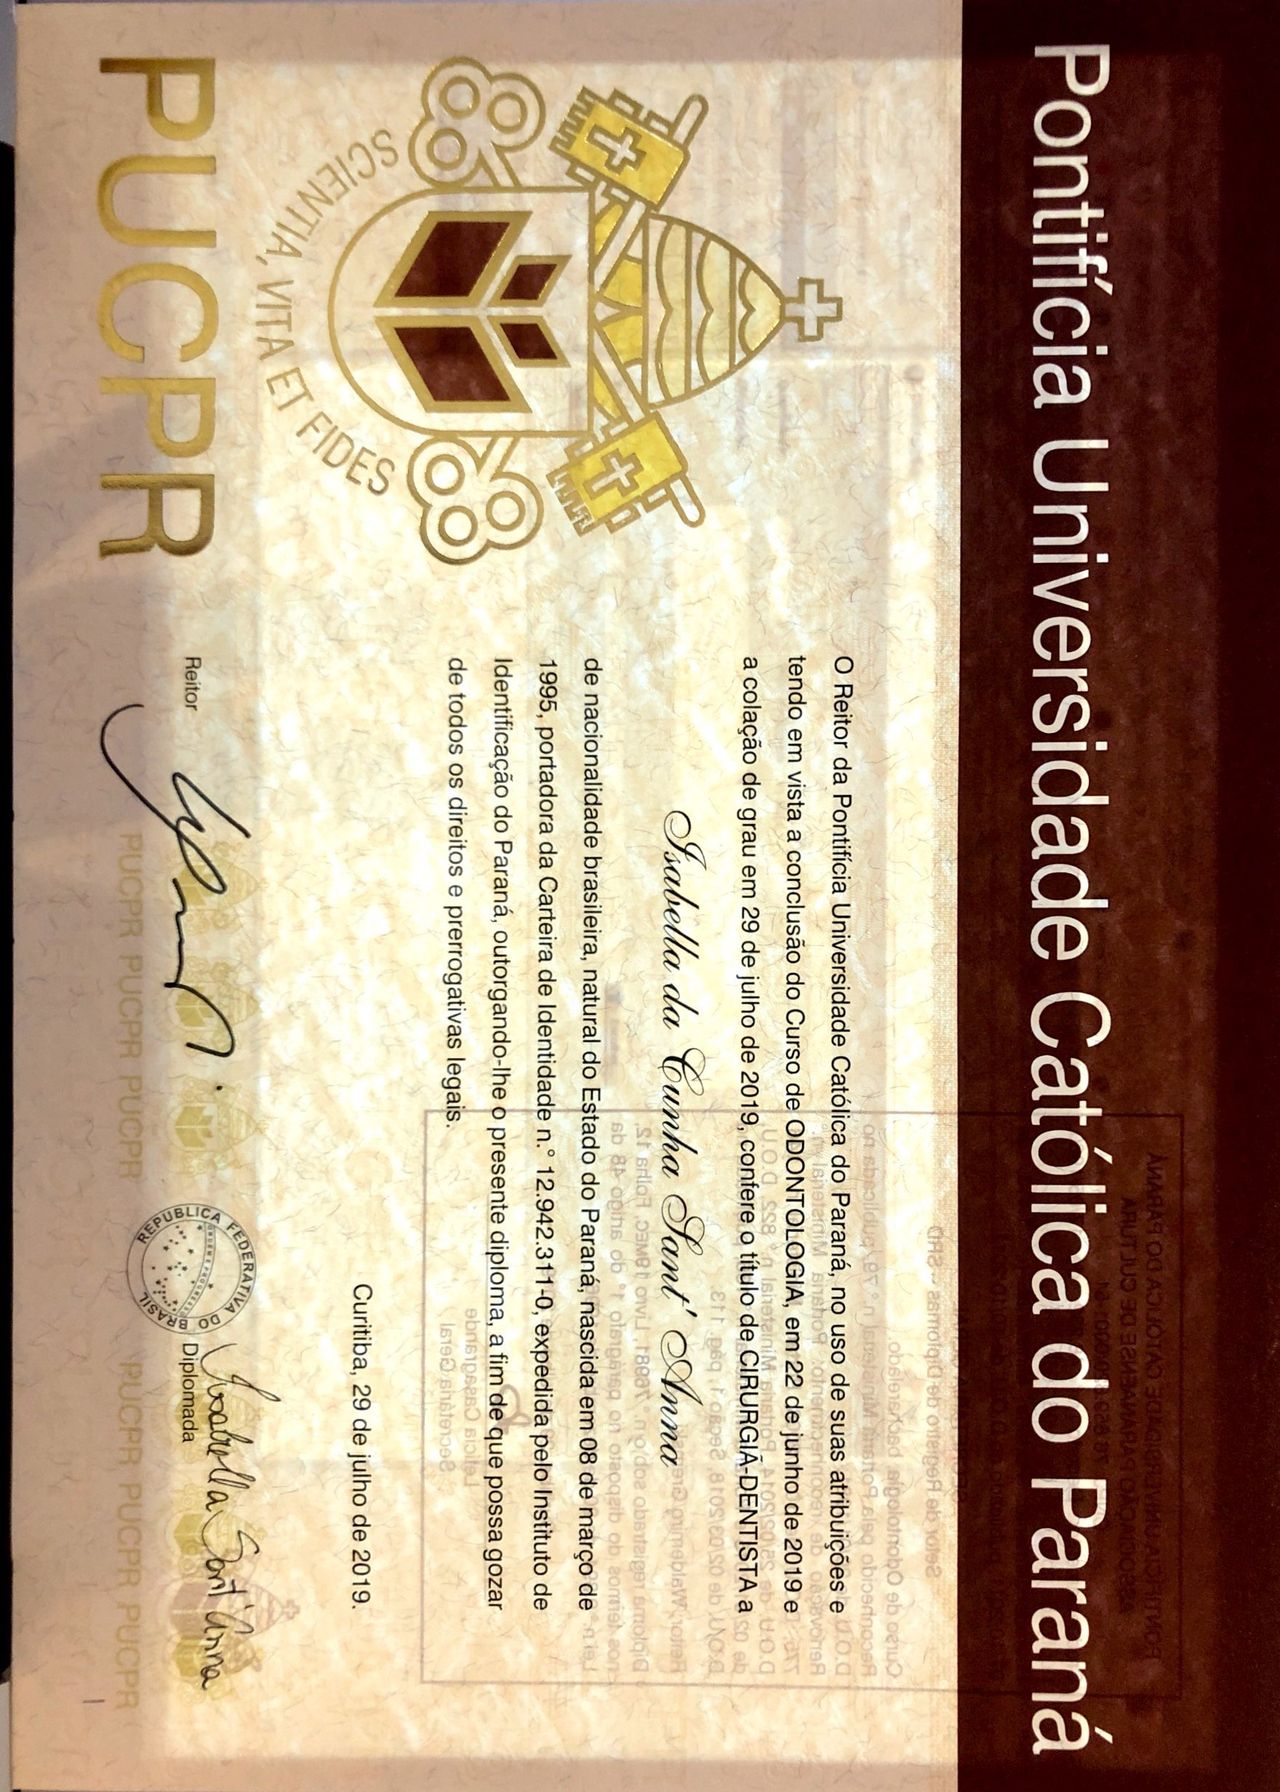 Pontifícia Universidade Católica do Paraná
SCIENTIA, VITA ET FIDES
PUCPR
O Reitor da Pontifícia Universidade Católica do Paraná, no uso de suas atribuições e
tendo em vista a conclusão do Curso de ODONTOLOGIA, em 22 de junho de 2019 e
a colação de grau em 29 de julho de 2019, confere o título de CIRURGIÃ-DENTISTA a
Isabella da Cunha Sant' Anna
de nacionalidade brasileira, natural do Estado do Paraná, nascida em 08 de março de
1995, portadora da Carteira de Identidade n.° 12.942.311-0, expedida pelo Instituto de
Identificação do Paraná, outorgando-lhe o presente diploma, a fim de que possa gozar
de todos os direitos e prerrogativas legais.
Curitiba, 29 de julho de 2019.
Reitor
REPUBLICA FEDERATIVA DO BRASIL
Isabella Sant'Anna
Diplomada
PUCPR PUCPR PUCPR PUCPR PUCPR PUCPR